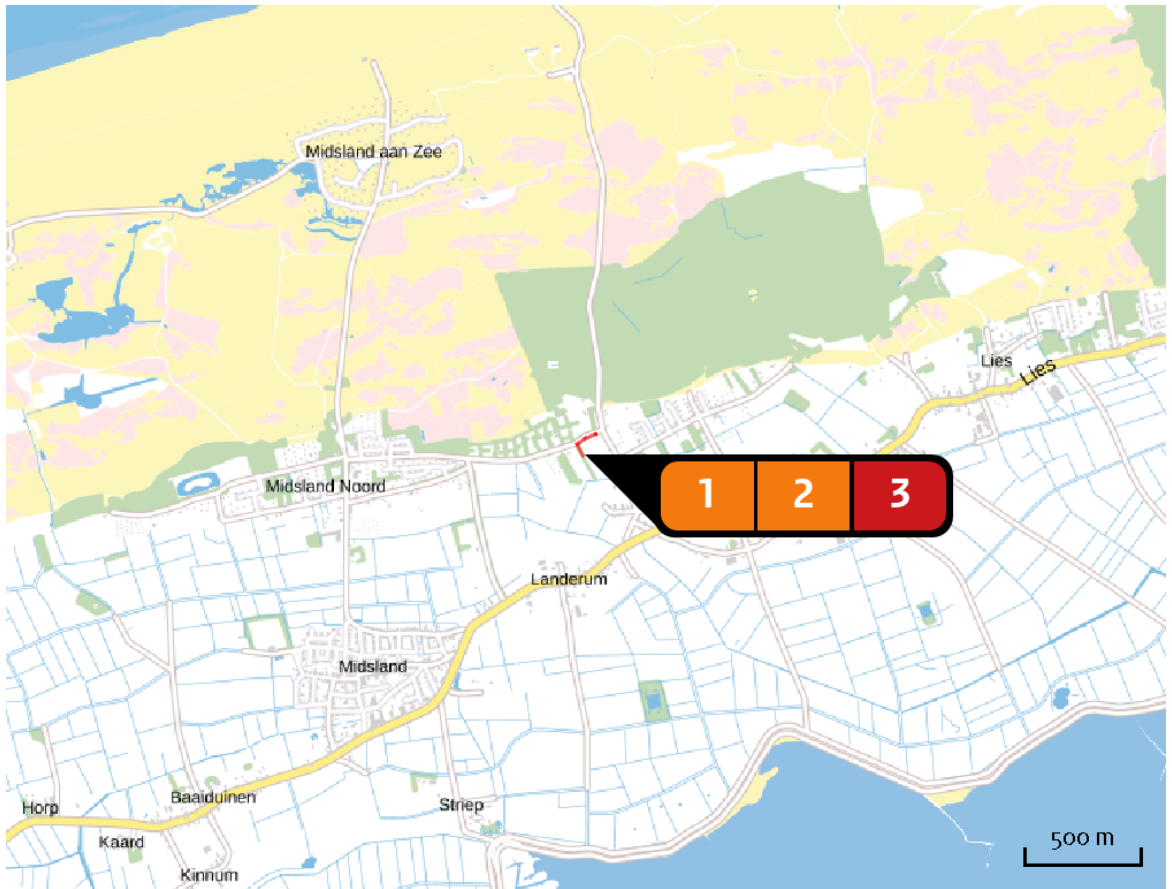 Midsland aan Zee
Lies
Lies
Midsland Noord
1 2 3
Landerum
Midsland
Baaiduinen
Striep
Horp
Kaard
Kinnum
500 m